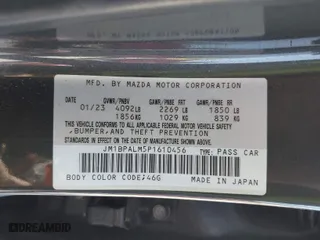 MFD. BY MAZDA MOTOR CORPORATION
01/23 GVWR/PNBV GAWR/PNBE FR/AV GAWR/PNBE RR/AR
4092LB 2269 LB 1850 LB
1856KG 1029 KG 839 KG
THIS VEHICLE CONFORMS TO ALL APPLICABLE FEDERAL MOTOR VEHICLE SAFETY
,BUMPER,AND THEFT PREVENTION
STANDARDS IN EFFECT ON THE DATE OF MANUFACTURE SHOWN ABOVE.
JM1BPALM5P1610456 TYPE: PASS CAR
BODY COLOR CODE;46G MADE IN JAPAN
© IDREAMID